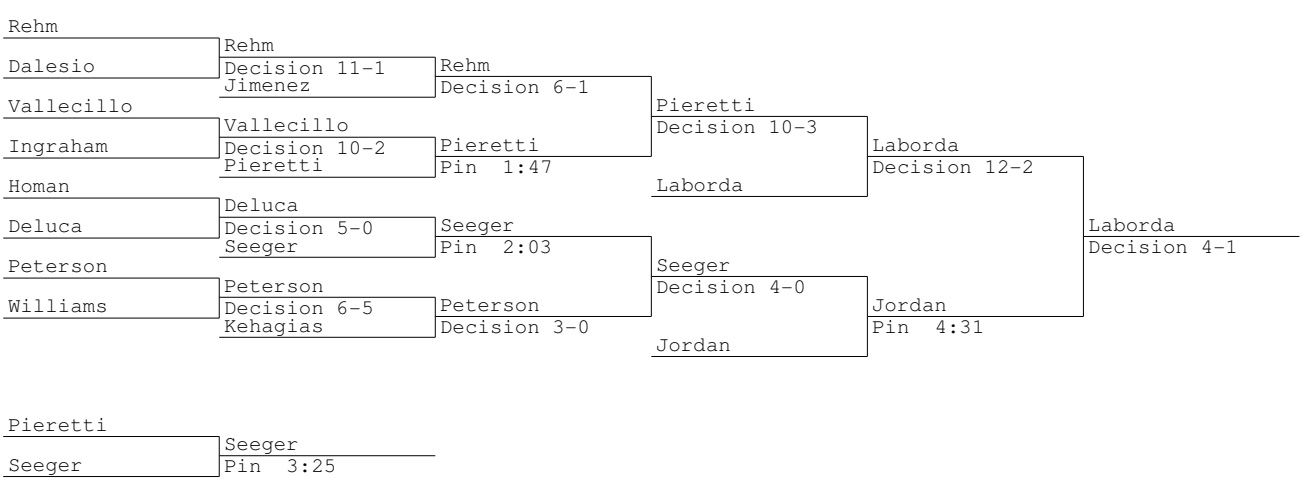 Rehm
Dalesio
Vallecillo
Ingraham
Homan
Deluca
Peterson
Williams
Rehm
Decision 11-1
Jimenez
Vallecillo
Decision 10-2
Pieretti
Deluca
Decision 5-0
Seeger
Peterson
Decision 6-5
Kehagias
Rehm
Decision 6-1
Pieretti
Pin 1:47
Seeger
Pin 2:03
Peterson
Decision 3-0
Pieretti
Decision 10-3
Laborda
Seeger
Decision 4-0
Jordan
Laborda
Decision 12-2
Jordan
Pin 4:31
Laborda
Decision 4-1
Pieretti
Seeger
Seeger
Pin 3:25